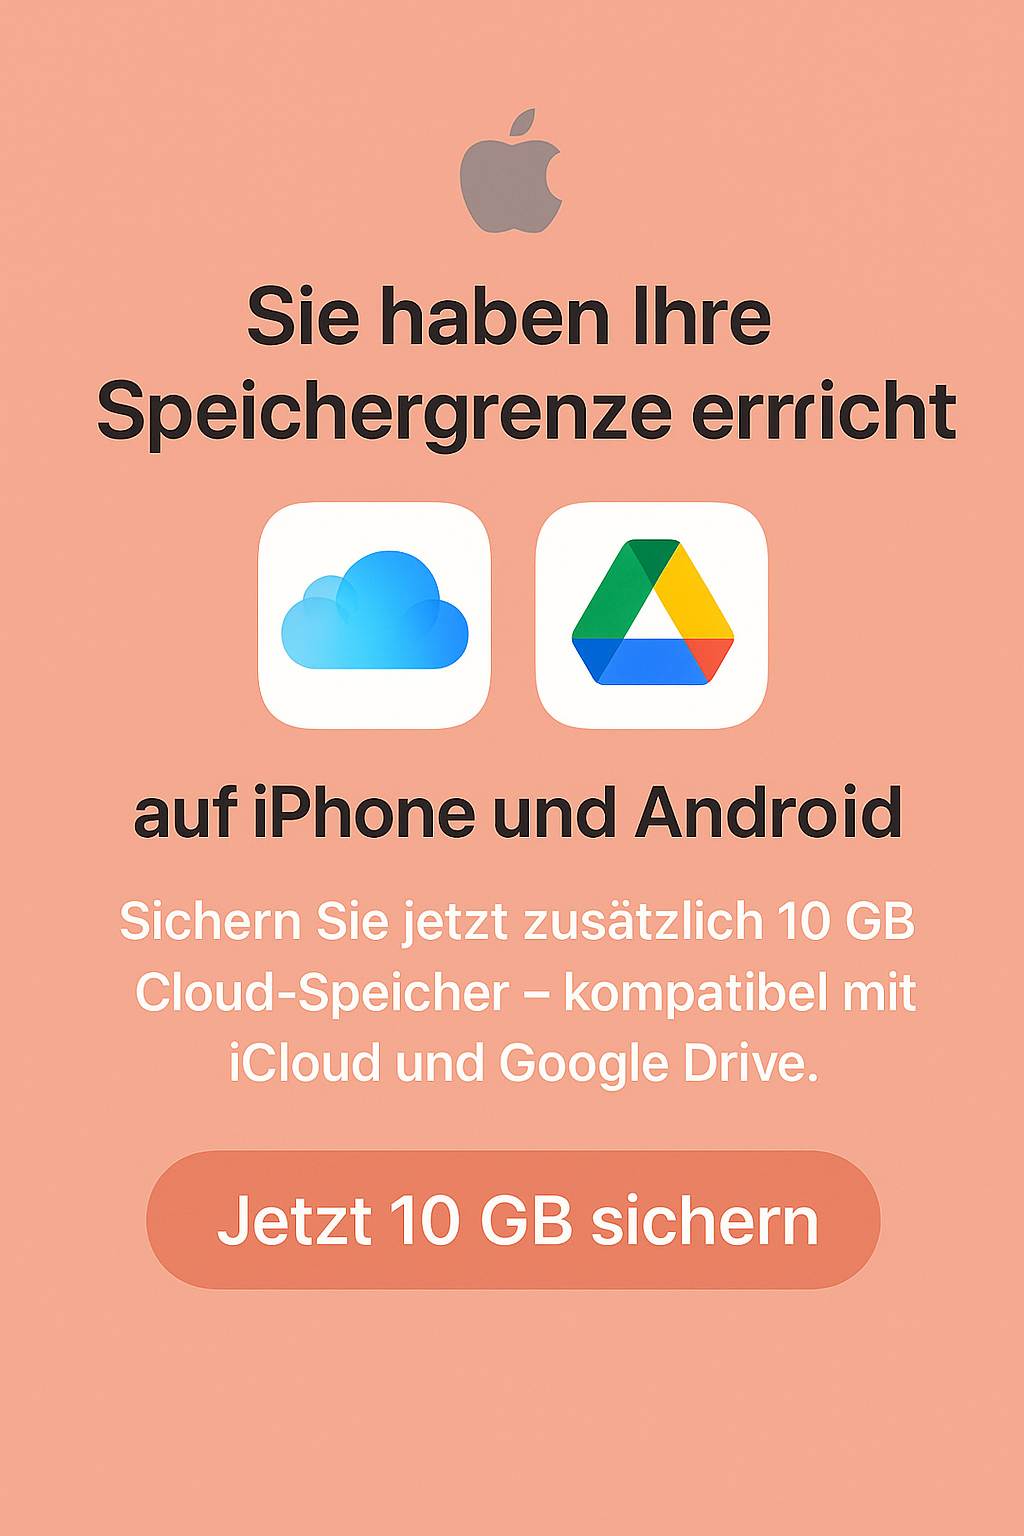 Sie haben Ihre
Speichergrenze errricht
auf iPhone und Android
Sichern Sie jetzt zusätzlich 10 GB
Cloud-Speicher – kompatibel mit
iCloud und Google Drive.
Jetzt 10 GB sichern